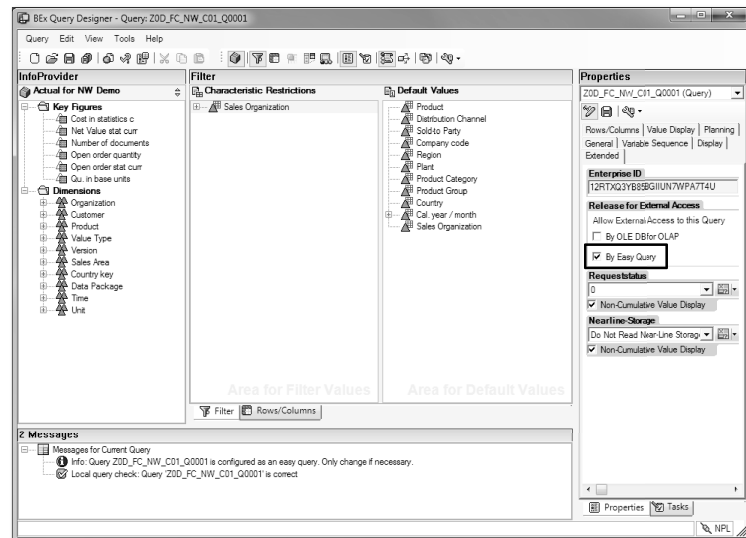 BEx Query Designer - Query: Z0D_FC_NW_C01_Q0001
Query Edit View Tools Help
InfoProvider
Actual for NW Demo
Key Figures
Cost in statistics c
Net Value stat curr
Number of documents
Open order quantity
Open order stat curr
Qu. in base units
Dimensions
Organization
Customer
Product
Value Type
Version
Sales Area
Country key
Data Package
Time
Unit
Filter
Characteristic Restrictions
Sales Organization
Area for Filter Values
Default Values
Product
Distribution Channel
Sold-to Party
Company code
Region
Plant
Product Category
Product Group
Country
Cal. year / month
Sales Organization
Area for Default Values
Filter Rows/Columns
Properties
Z0D_FC_NW_C01_Q0001 (Query)
Rows/Columns Value Display Planning
General Variable Sequence Display
Extended
Enterprise ID
12RTXQ3YB85BGIIUN7WPA7T4U
Release for External Access
Allow External Access to this Query
By OLE DB for OLAP
By Easy Query
Requeststatus
0
Non-Cumulative Value Display
Nearline-Storage
Do Not Read Near-Line Storag
Non-Cumulative Value Display
Properties Tasks
2 Messages
Messages for Current Query
Info: Query Z0D_FC_NW_C01_Q0001 is configured as an easy query. Only change if necessary.
Local query check: Query 'Z0D_FC_NW_C01_Q0001' is correct
NPL